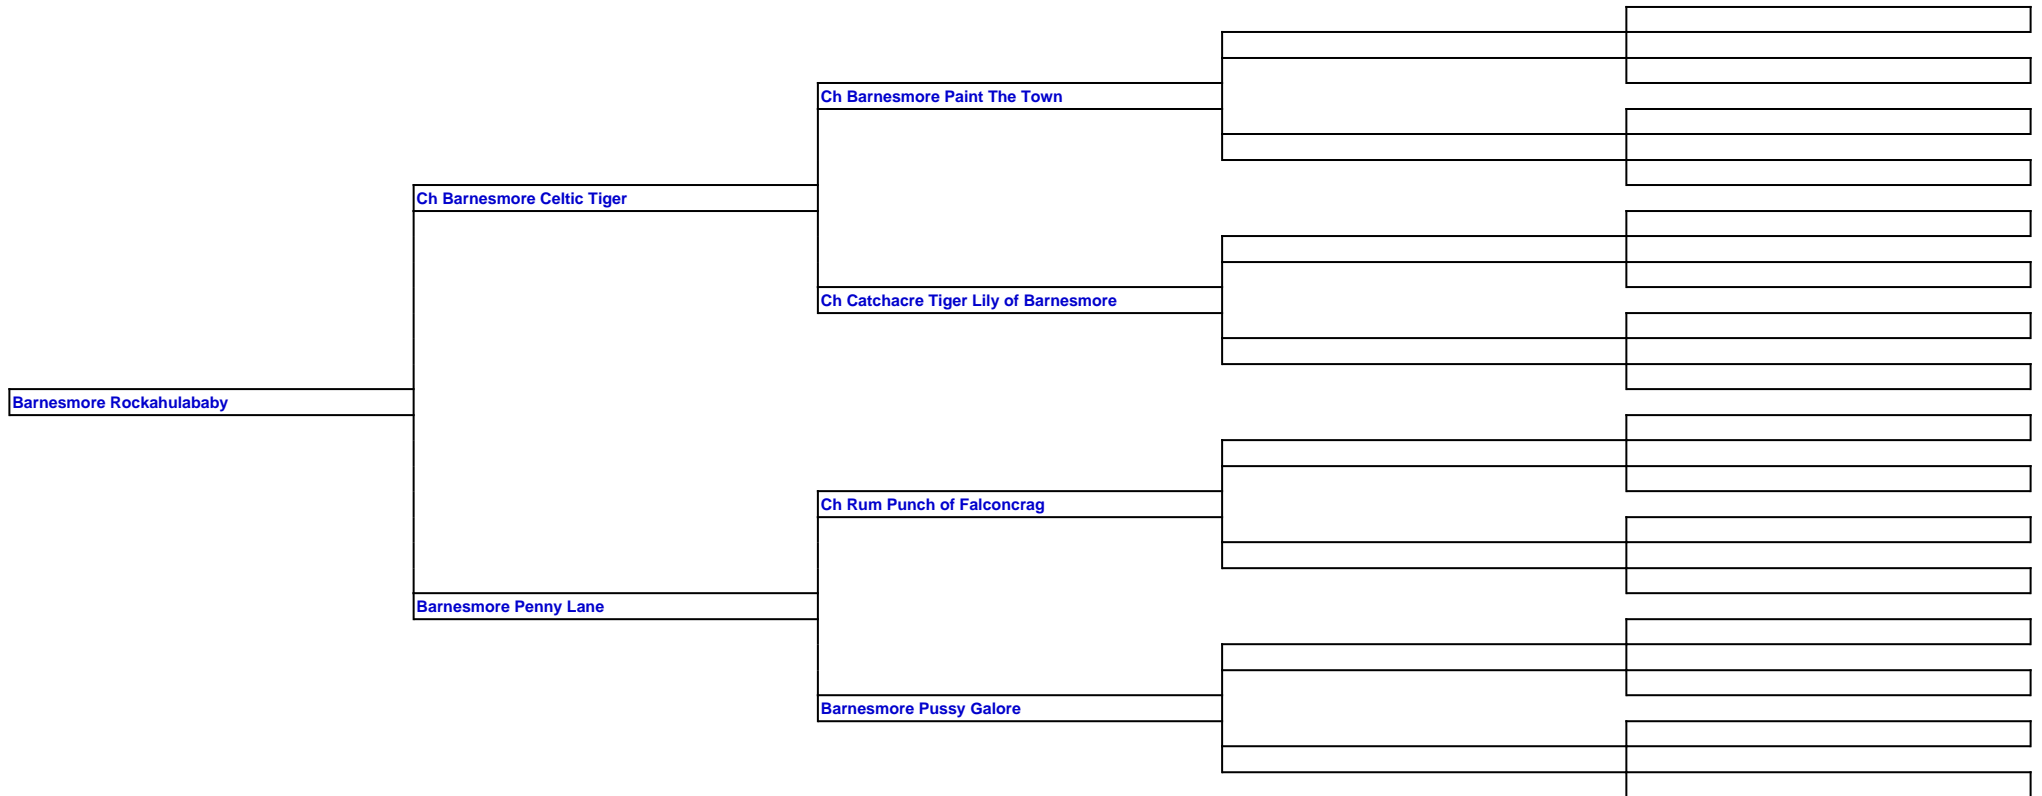 Ch Barnesmore Paint The Town
Ch Barnesmore Celtic Tiger
Ch Catchacre Tiger Lily of Barnesmore
Barnesmore Rockahulababy
Ch Rum Punch of Falconcrag
Barnesmore Penny Lane
Barnesmore Pussy Galore